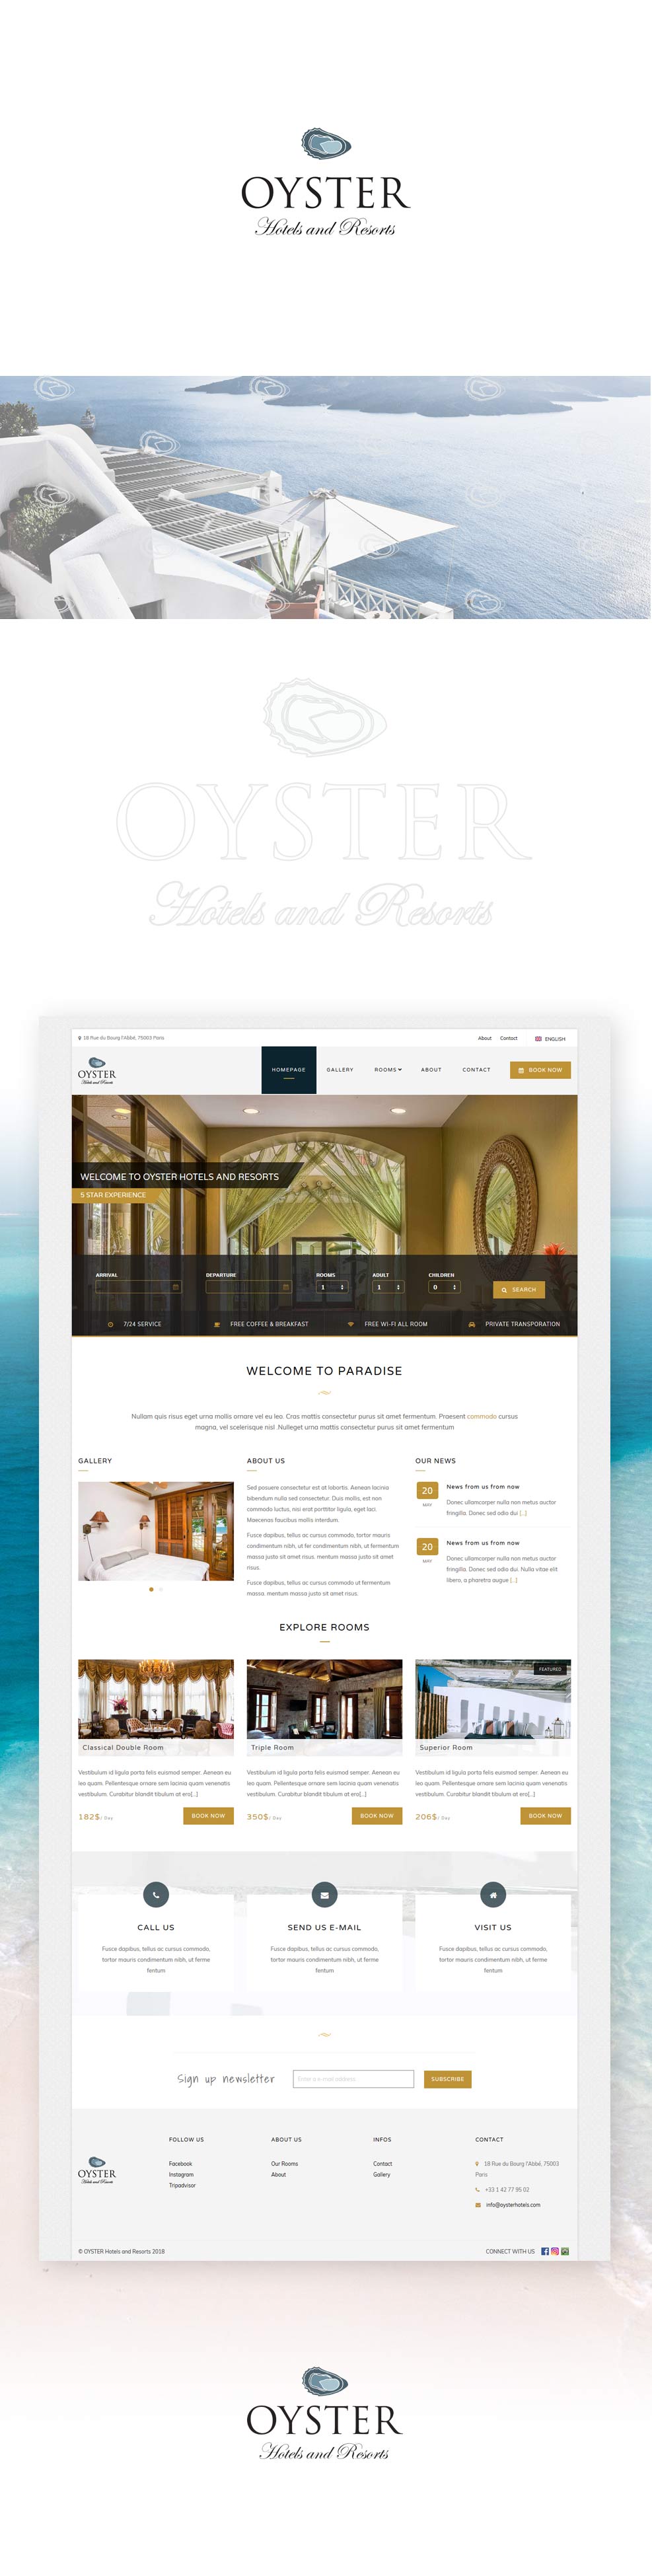 OYSTER
Hotels and Resorts
OYSTER
Hotels and Resorts
18 Rue du Bourg l'Abbé, 75003 Paris
About Contact ENGLISH
OYSTER
Hotels and Resorts
HOMEPAGE GALLERY ROOMS ABOUT CONTACT BOOK NOW
WELCOME TO OYSTER HOTELS AND RESORTS
5 STAR EXPERIENCE
ARRIVAL DEPARTURE ROOMS ADULT CHILDREN
1 1 0 SEARCH
7/24 SERVICE FREE COFFEE & BREAKFAST FREE WI-FI ALL ROOM PRIVATE TRANSPORATION
WELCOME TO PARADISE
Nullam quis risus eget urna mollis ornare vel eu leo. Cras mattis consectetur purus sit amet fermentum. Praesent commodo cursus
magna, vel scelerisque nisl .Nulleget urna mattis consectetur purus sit amet fermentum
GALLERY
ABOUT US
Sed posuere consectetur est at lobortis. Aenean lacinia
bibendum nulla sed consectetur. Duis mollis, est non
commodo luctus, nisi erat porttitor ligula, eget laci.
Maecenas faucibus mollis interdum.
Fusce dapibus, tellus ac cursus commodo, tortor mauris
condimentum nibh, ut fer condimentum nibh, ut fermentum
massa justo sit amet risus. mentum massa justo sit amet
risus.
Fusce dapibus, tellus ac cursus commodo ut fermentum
massa. mentum massa justo sit amet risus.
OUR NEWS
20
MAY
News from us from now
Donec ullamcorper nulla non metus auctor
fringilla. Donec sed odio dui [...]
20
MAY
News from us from now
Donec ullamcorper nulla non metus auctor
fringilla. Donec sed odio dui. Nulla vitae elit
libero, a pharetra augue [...]
EXPLORE ROOMS
Classical Double Room
Vestibulum id ligula porta felis euismod semper. Aenean eu
leo quam. Pellentesque ornare sem lacinia quam venenatis
vestibulum. Curabitur blandit tibulum at ero[...]
182$/ Day BOOK NOW
Triple Room
Vestibulum id ligula porta felis euismod semper. Aenean eu
leo quam. Pellentesque ornare sem lacinia quam venenatis
vestibulum. Curabitur blandit tibulum at ero[...]
350$/ Day BOOK NOW
FEATURED
Superior Room
Vestibulum id ligula porta felis euismod semper. Aenean eu
leo quam. Pellentesque ornare sem lacinia quam venenatis
vestibulum. Curabitur blandit tibulum at ero[...]
206$/ Day BOOK NOW
CALL US
Fusce dapibus, tellus ac cursus commodo,
tortor mauris condimentum nibh, ut ferme
fentum
SEND US E-MAIL
Fusce dapibus, tellus ac cursus commodo,
tortor mauris condimentum nibh, ut ferme
fentum
VISIT US
Fusce dapibus, tellus ac cursus commodo,
tortor mauris condimentum nibh, ut ferme
fentum
Sign up newsletter Enter a e-mail address SUBSCRIBE
OYSTER
Hotels and Resorts
FOLLOW US
Facebook
Instagram
Tripadvisor
ABOUT US
Our Rooms
About
INFOS
Contact
Gallery
CONTACT
18 Rue du Bourg l'Abbé, 75003
Paris
+33 1 42 77 95 02
info@oysterhotels.com
© OYSTER Hotels and Resorts 2018
CONNECT WITH US
OYSTER
Hotels and Resorts